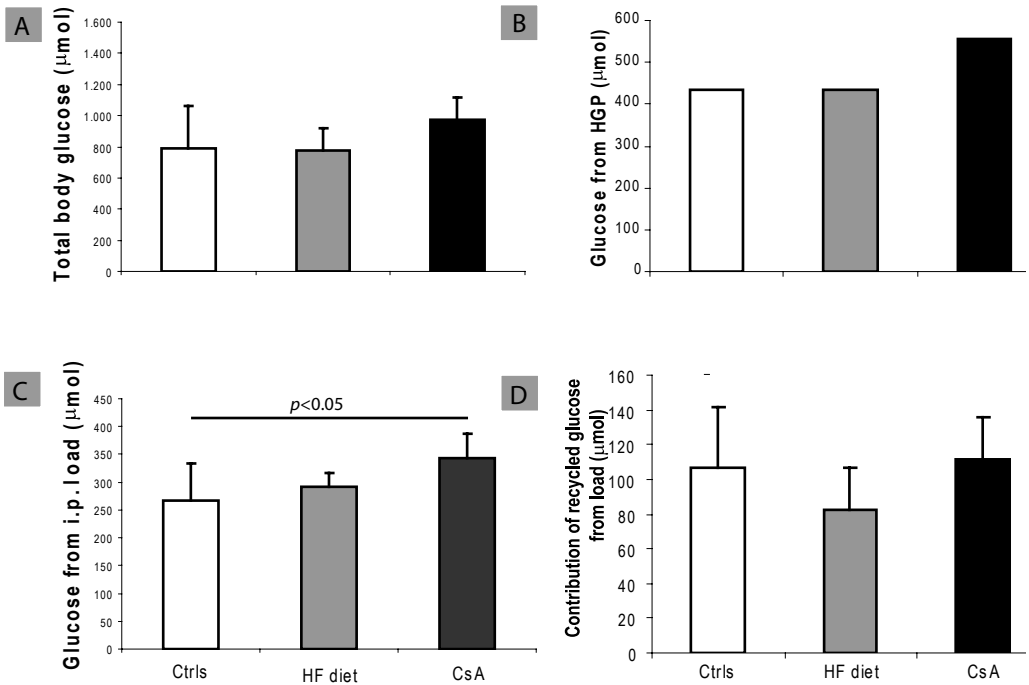 A
Total body glucose (µmol)
1.600
1.400
1.200
1.000
800
600
400
200
0
B
Glucose from HGP (µmol)
600
500
400
300
200
100
0
C
Glucose from i.p. load (µmol)
450
400
350
300
250
200
150
100
50
0
p<0.05
Ctrls
HF diet
CsA
D
Contribution of recycled glucose
from load (µmol)
160
140
120
100
80
60
40
20
0
Ctrls
HF diet
CsA